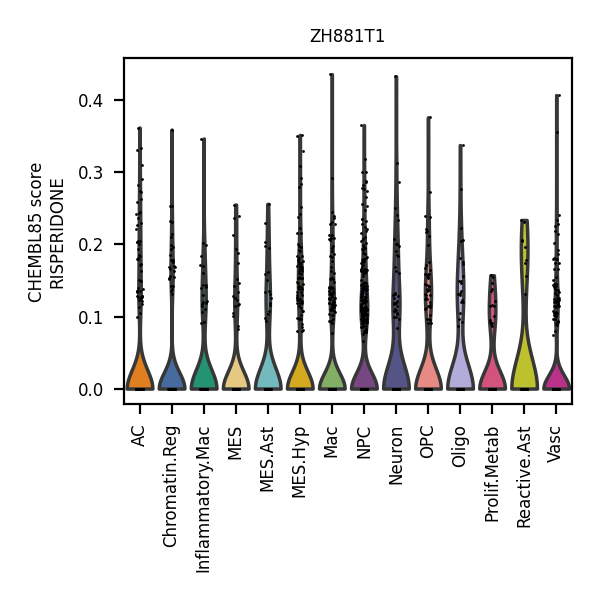 ZH881T1
CHEMBL85 score
RISPERIDONE
0.4
0.3
0.2
0.1
0.0
AC
Chromatin.Reg
Inflammatory.Mac
MES
MES.Ast
MES.Hyp
Mac
NPC
Neuron
OPC
Oligo
Prolif.Metab
Reactive.Ast
Vasc